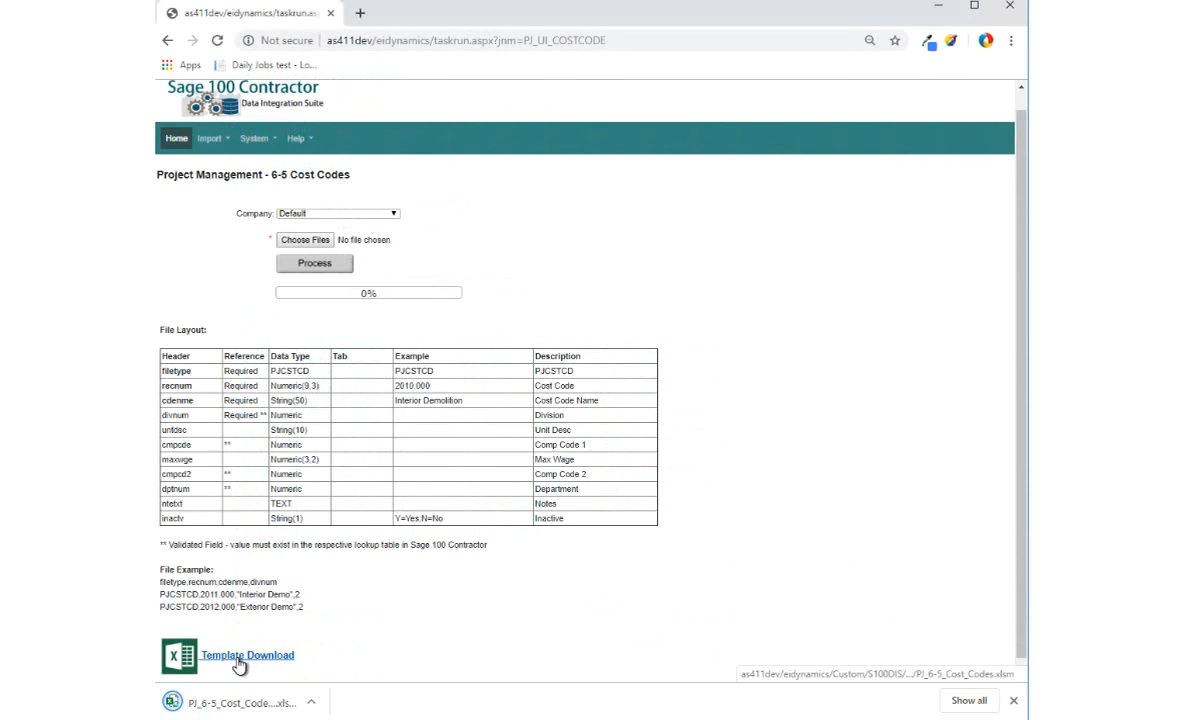 as411dev/eidynamics/taskrun.as
Not secure | as411dev/eidynamics/taskrun.aspx?jnm=PJ_UI_COSTCODE
Apps Daily Jobs test - Lo...
Sage 100 Contractor
Data Integration Suite
Home Import System Help
Project Management - 6-5 Cost Codes
Company: Default
* Choose Files No file chosen
Process
0%
File Layout:
Header Reference Data Type Tab Example Description
filetype Required PJCSTCD PJCSTCD PJCSTCD
recnum Required Numeric(9,3) 2010.000 Cost Code
cdenme Required String(50) Interior Demolition Cost Code Name
divnum Required ** Numeric Division
untdsc String(10) Unit Desc
cmpcde ** Numeric Comp Code 1
maxwge Numeric(3,2) Max Wage
cmpcd2 ** Numeric Comp Code 2
dptnum ** Numeric Department
ntetxt TEXT Notes
inactv String(1) Y=Yes,N=No Inactive
** Validated Field - value must exist in the respective lookup table in Sage 100 Contractor
File Example:
filetype,recnum,cdenme,divnum
PJCSTCD,2011.000,"Interior Demo",2
PJCSTCD,2012.000,"Exterior Demo",2
Template Download
as411dev/eidynamics/Custom/S100DIS/.../PJ_6-5_Cost_Codes.xlsm
PJ_6-5_Cost_Code....xls... Show all